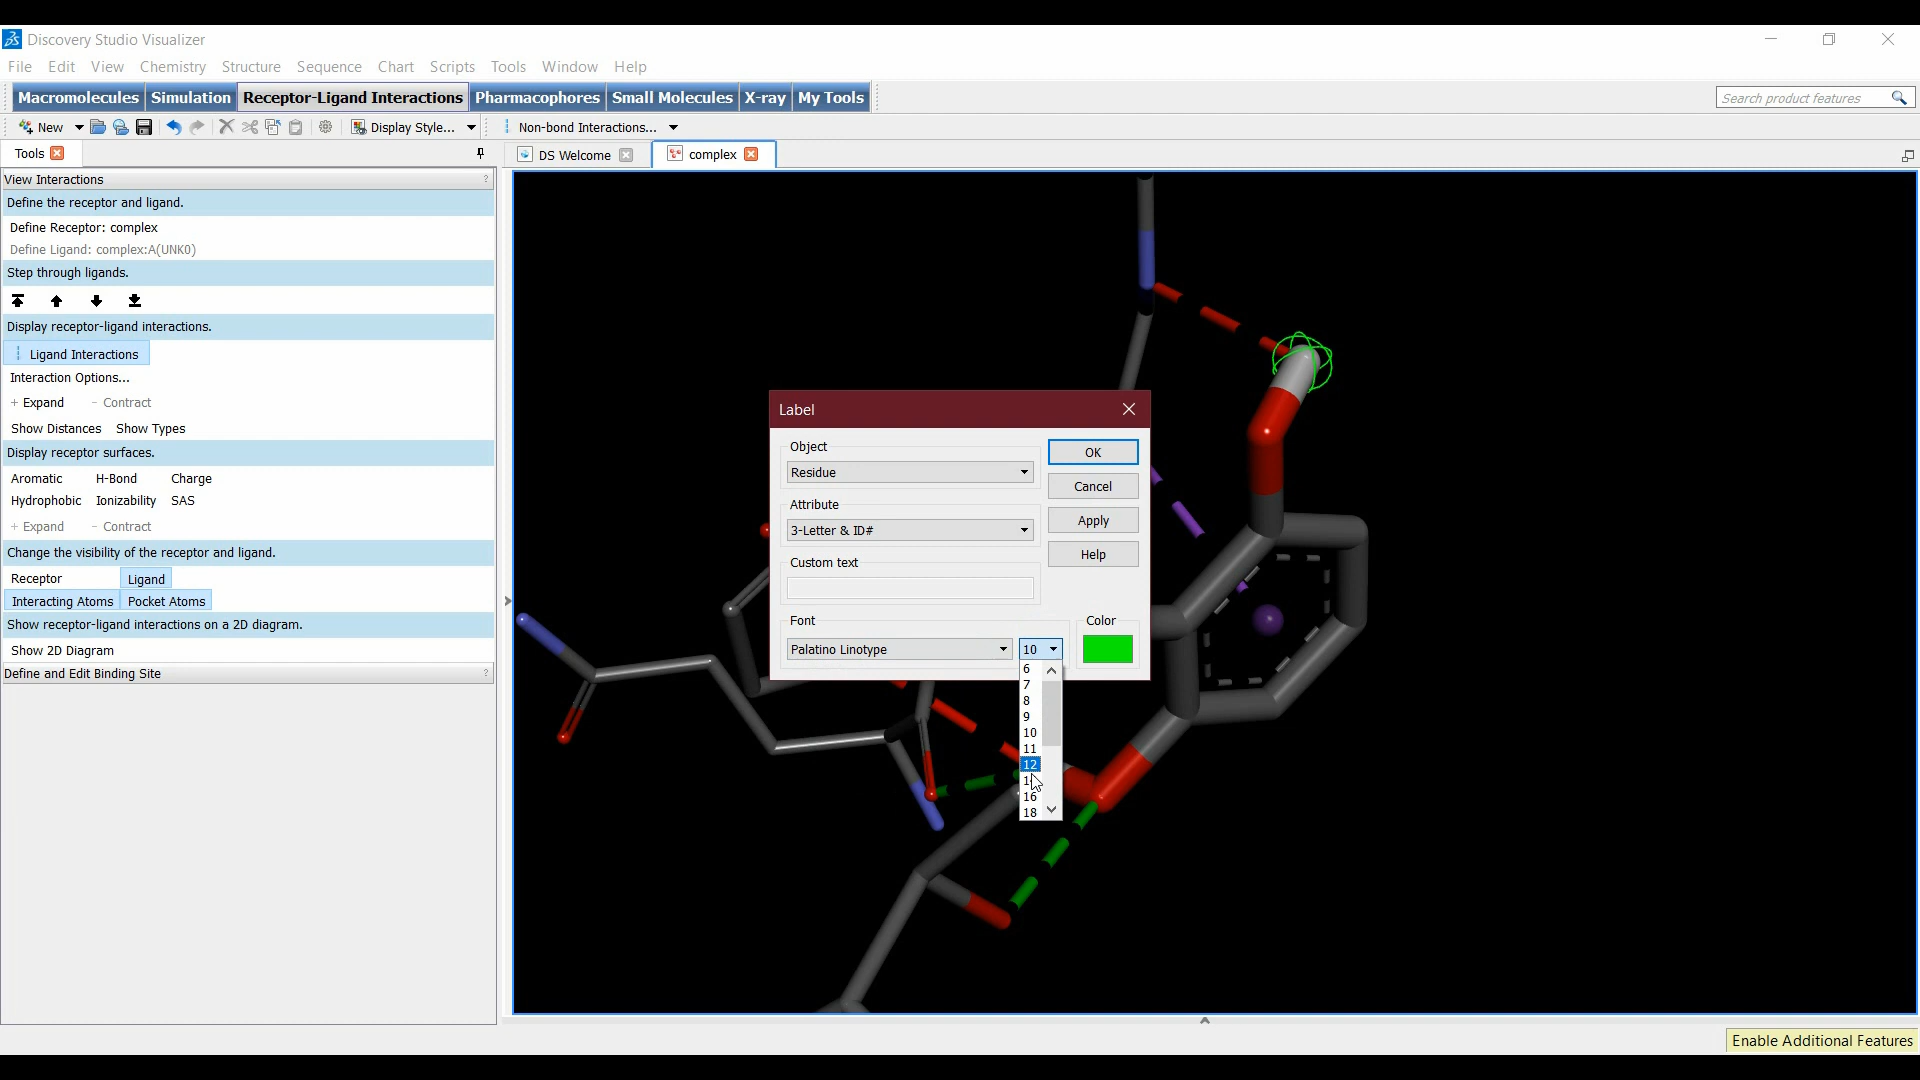 Discovery Studio Visualizer
File Edit View Chemistry Structure Sequence Chart Scripts Tools Window Help
Macromolecules Simulation Receptor-Ligand Interactions Pharmacophores Small Molecules X-ray My Tools
Search product features
New Display Style... Non-bond Interactions...
Tools
DS Welcome complex
View Interactions ?
Define the receptor and ligand.
Define Receptor: complex
Define Ligand: complex:A(UNK0)
Step through ligands.
Display receptor-ligand interactions.
Ligand Interactions
Interaction Options...
+ Expand - Contract
Show Distances Show Types
Display receptor surfaces.
Aromatic H-Bond Charge
Hydrophobic Ionizability SAS
+ Expand - Contract
Change the visibility of the receptor and ligand.
Receptor Ligand
Interacting Atoms Pocket Atoms
Show receptor-ligand interactions on a 2D diagram.
Show 2D Diagram
Define and Edit Binding Site ?
Label
Object
Residue
Attribute
3-Letter & ID#
Custom text
Font
Palatino Linotype
10
Color
OK
Cancel
Apply
Help
6
7
8
9
10
11
12
16
18
Enable Additional Features